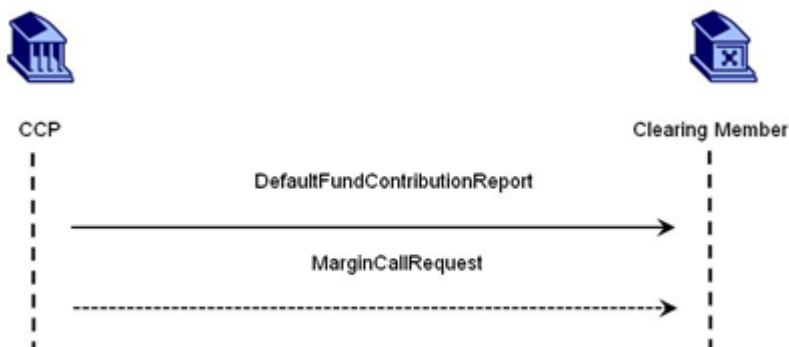 CCP
Clearing Member
DefaultFundContributionReport
MarginCallRequest